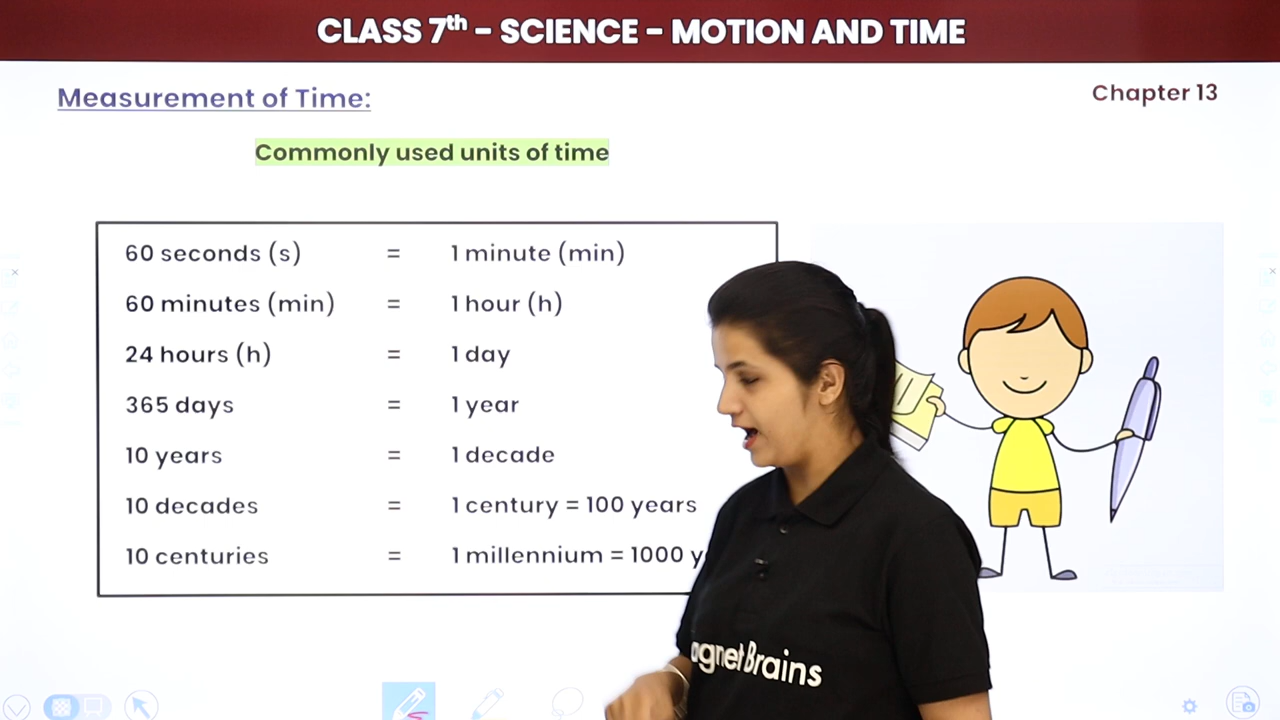 CLASS 7th - SCIENCE - MOTION AND TIME
Measurement of Time:
Chapter 13
Commonly used units of time
60 seconds (s) = 1 minute (min)
60 minutes (min) = 1 hour (h)
24 hours (h) = 1 day
365 days = 1 year
10 years = 1 decade
10 decades = 1 century = 100 years
10 centuries = 1 millennium = 1000 y
agnet Brains